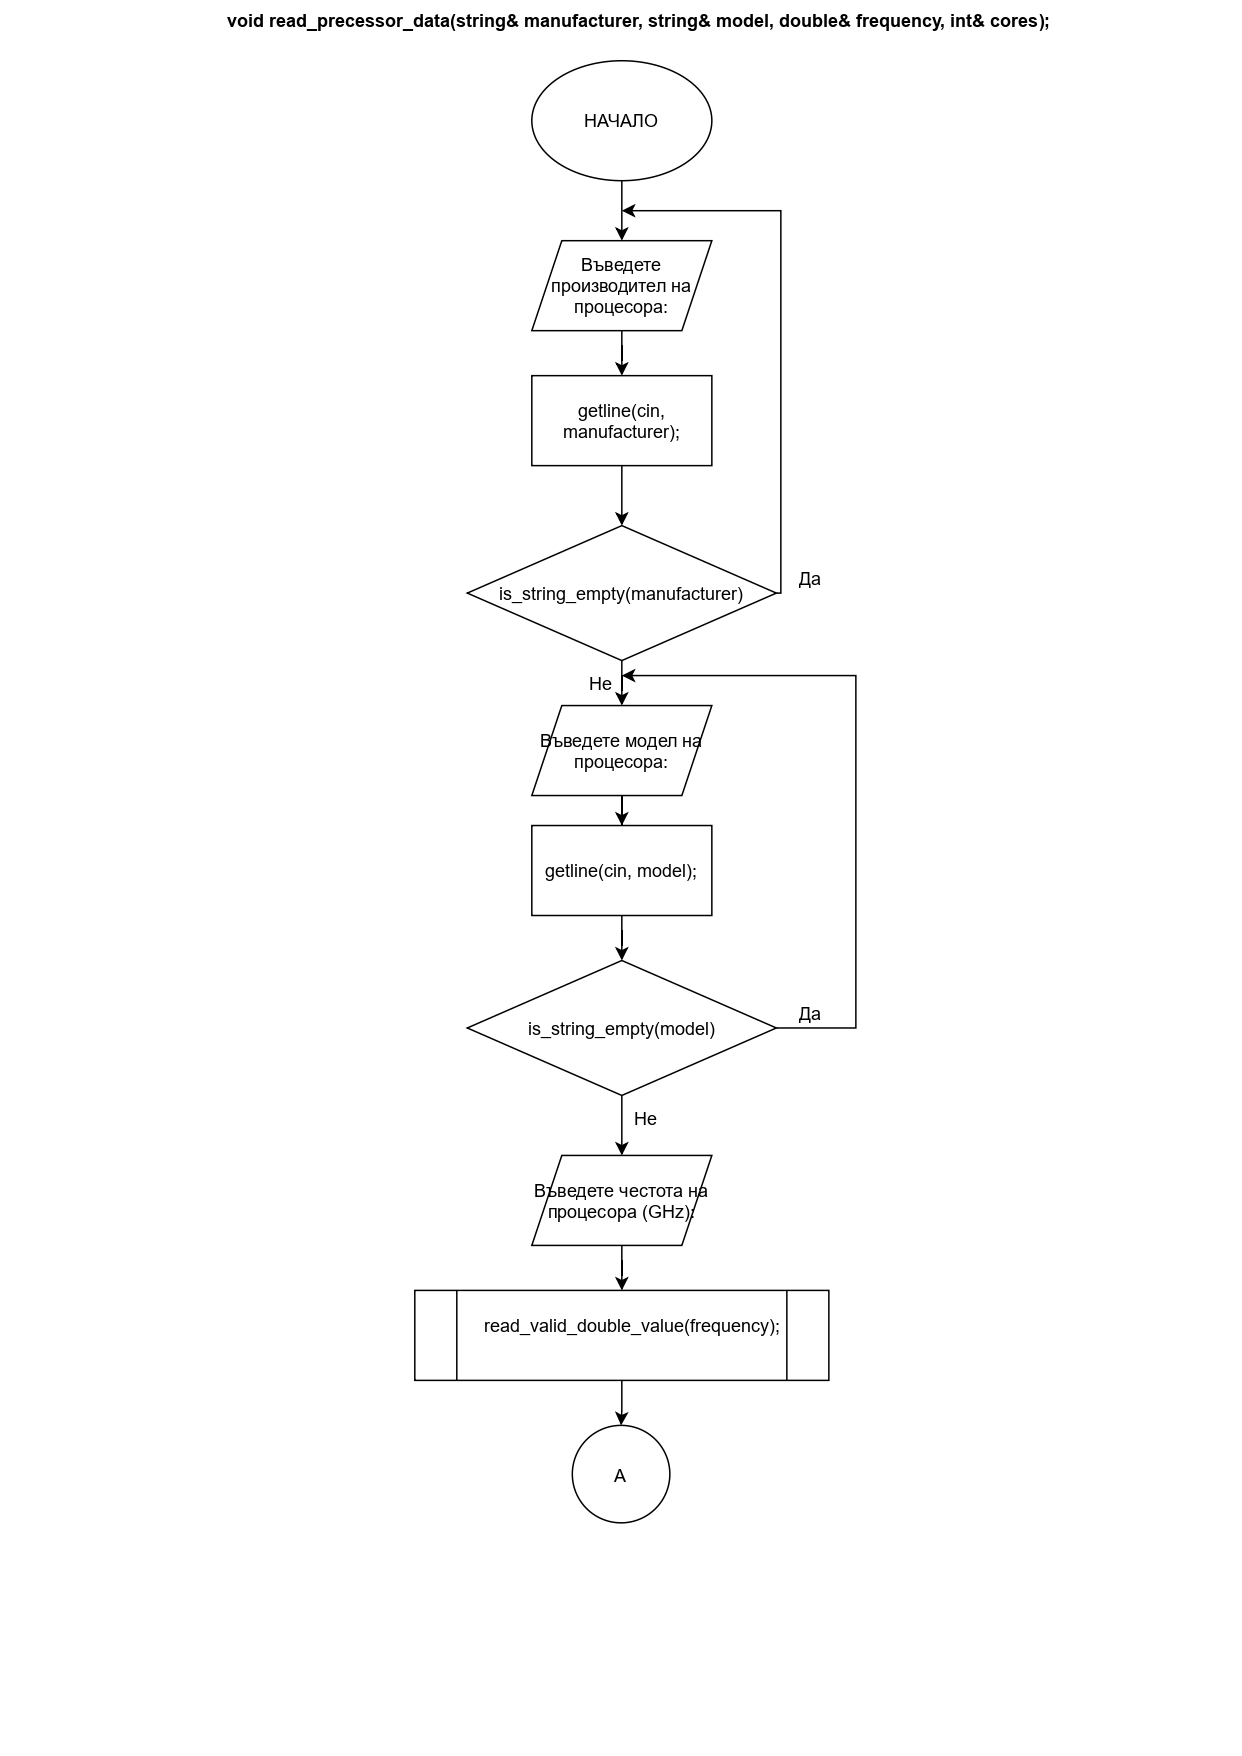 void read_precessor_data(string& manufacturer, string& model, double& frequency, int& cores);
НАЧАЛО
Въведете
производител на
процесора:
getline(cin,
manufacturer);
is_string_empty(manufacturer)
Да
Не
Въведете модел на
процесора:
getline(cin, model);
is_string_empty(model)
Да
Не
Въведете честота на
процесора (GHz):
read_valid_double_value(frequency);
A